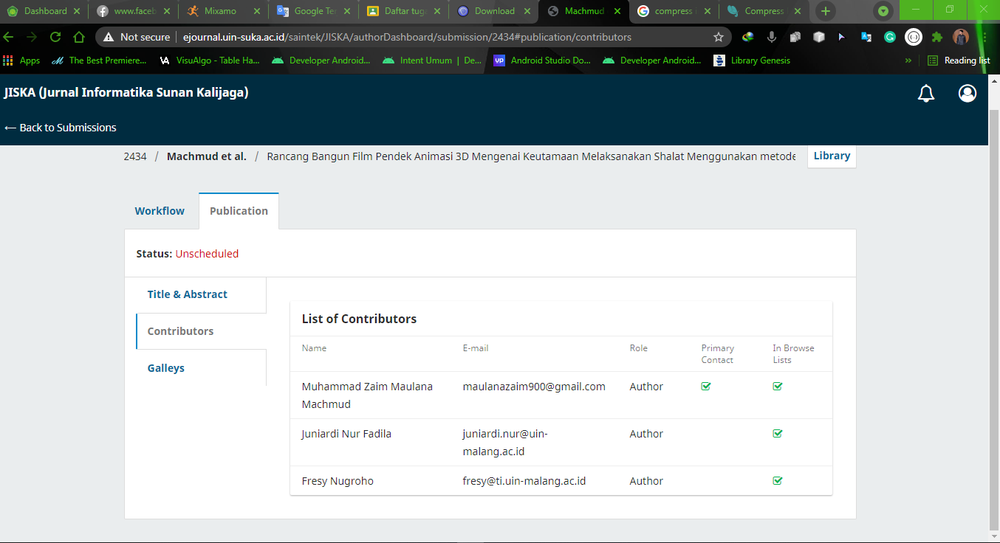 Dashboard
www.faceb
Mixamo
Google Ter
Daftar tuga
Download
Machmud
compress
Compress
Not secure | ejournal.uin-suka.ac.id/saintek/JISKA/authorDashboard/submission/2434#publication/contributors
Apps
The Best Premiere...
VisuAlgo - Table Ha...
Developer Android...
Intent Umum | De...
Android Studio Do...
Developer Android...
Library Genesis
»
Reading list
JISKA (Jurnal Informatika Sunan Kalijaga)
← Back to Submissions
2434 / Machmud et al. / Rancang Bangun Film Pendek Animasi 3D Mengenai Keutamaan Melaksanakan Shalat Menggunakan metode
Library
Workflow
Publication
Status: Unscheduled
Title & Abstract
Contributors
Galleys
List of Contributors
Name E-mail Role Primary Contact In Browse Lists
Muhammad Zaim Maulana Machmud maulanazaim900@gmail.com Author
Juniardi Nur Fadila juniardi.nur@uin-malang.ac.id Author
Fresy Nugroho fresy@ti.uin-malang.ac.id Author